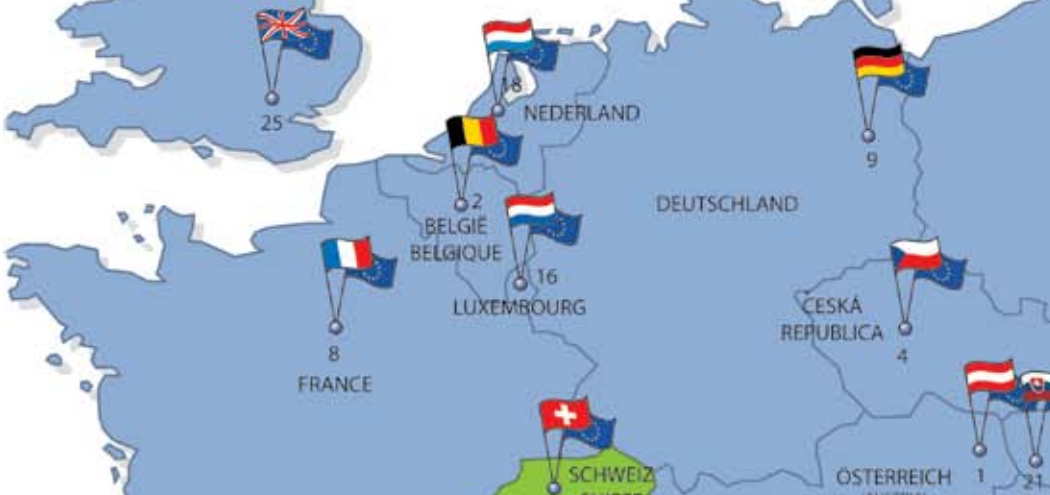 25
18
NEDERLAND
9
2
BELGIË
BELGIQUE
DEUTSCHLAND
16
LUXEMBOURG
ČESKÁ
REPUBLICA
4
8
FRANCE
SCHWEIZ
ÖSTERREICH
1
21